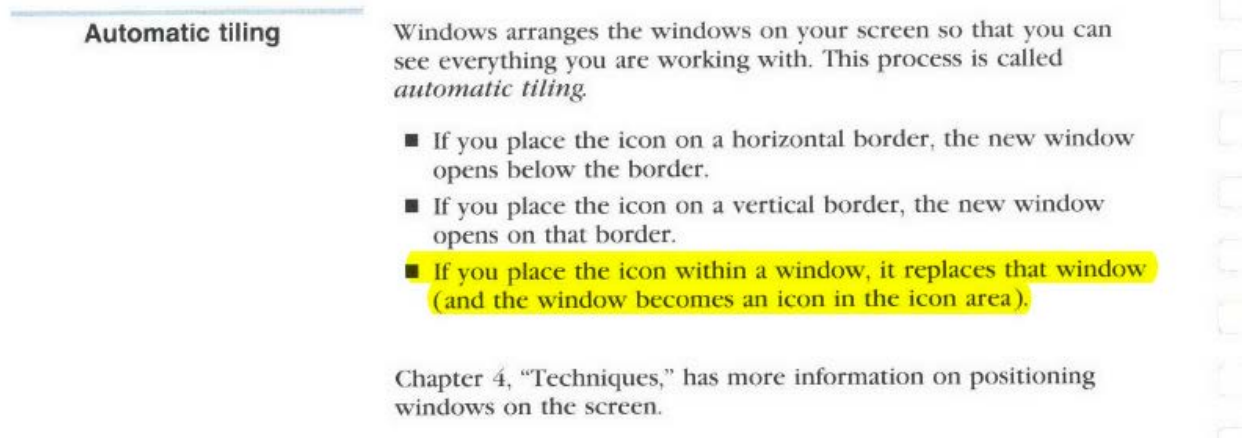 Automatic tiling
Windows arranges the windows on your screen so that you can
see everything you are working with. This process is called
automatic tiling.
■ If you place the icon on a horizontal border, the new window
opens below the border.
■ If you place the icon on a vertical border, the new window
opens on that border.
■ If you place the icon within a window, it replaces that window
(and the window becomes an icon in the icon area).
Chapter 4, “Techniques,” has more information on positioning
windows on the screen.